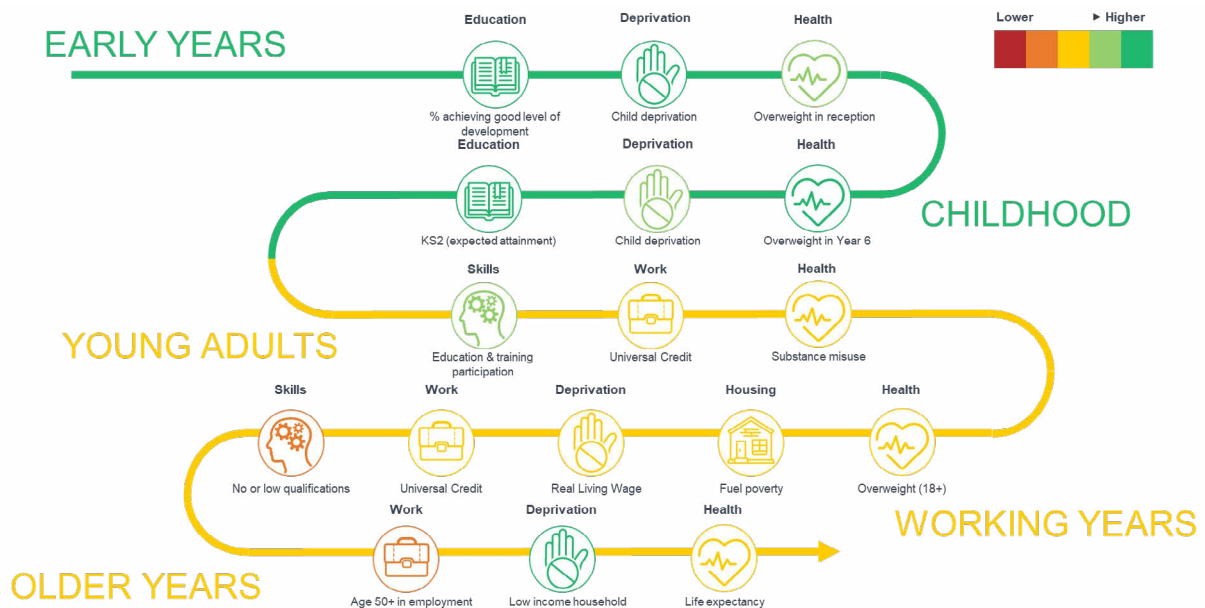 Lower ► Higher
EARLY YEARS
Education Deprivation Health
% achieving good level of
development
Child deprivation
Overweight in reception
Education Deprivation Health
CHILDHOOD
KS2 (expected attainment) Child deprivation Overweight in Year 6
Skills Work Health
YOUNG ADULTS
Education & training
participation
Universal Credit
Substance misuse
Skills Work Deprivation Housing Health
No or low qualifications Universal Credit Real Living Wage Fuel poverty Overweight (18+)
WORKING YEARS
Work Deprivation Health
OLDER YEARS
Age 50+ in employment Low income household Life expectancy